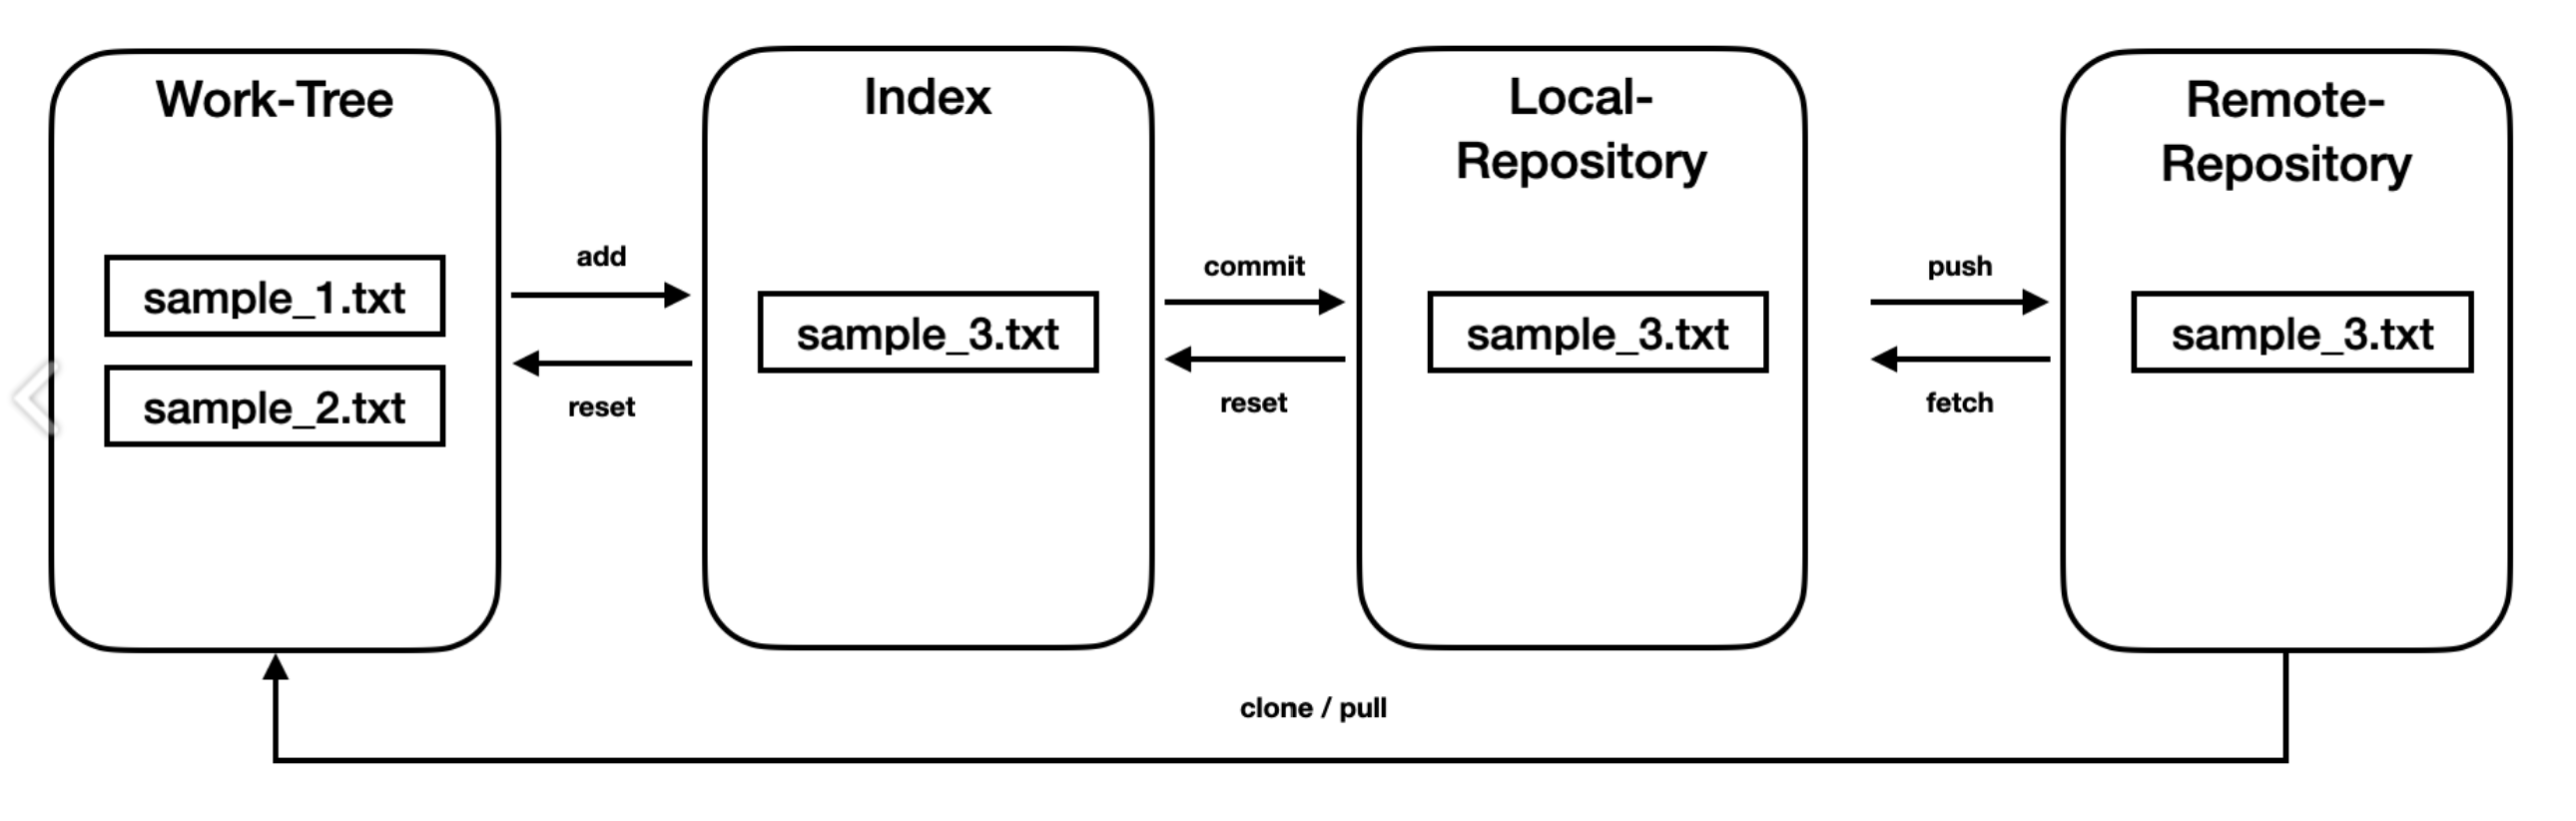 Work-Tree
sample_1.txt
sample_2.txt
add
reset
Index
sample_3.txt
commit
reset
Local-
Repository
sample_3.txt
push
fetch
Remote-
Repository
sample_3.txt
clone / pull